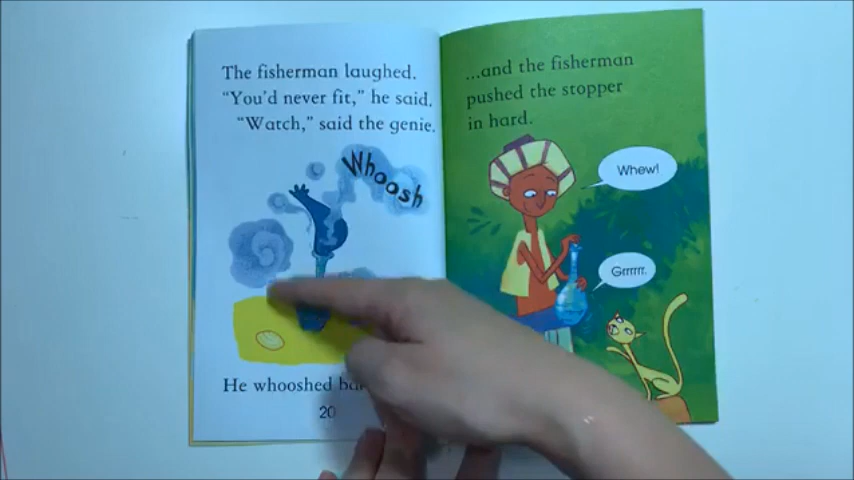 The fisherman laughed.
"You'd never fit," he said.
"Watch," said the genie.
Whoosh
He whooshed
20
...and the fisherman
pushed the stopper
in hard.
Whew!
Grrrrrr.